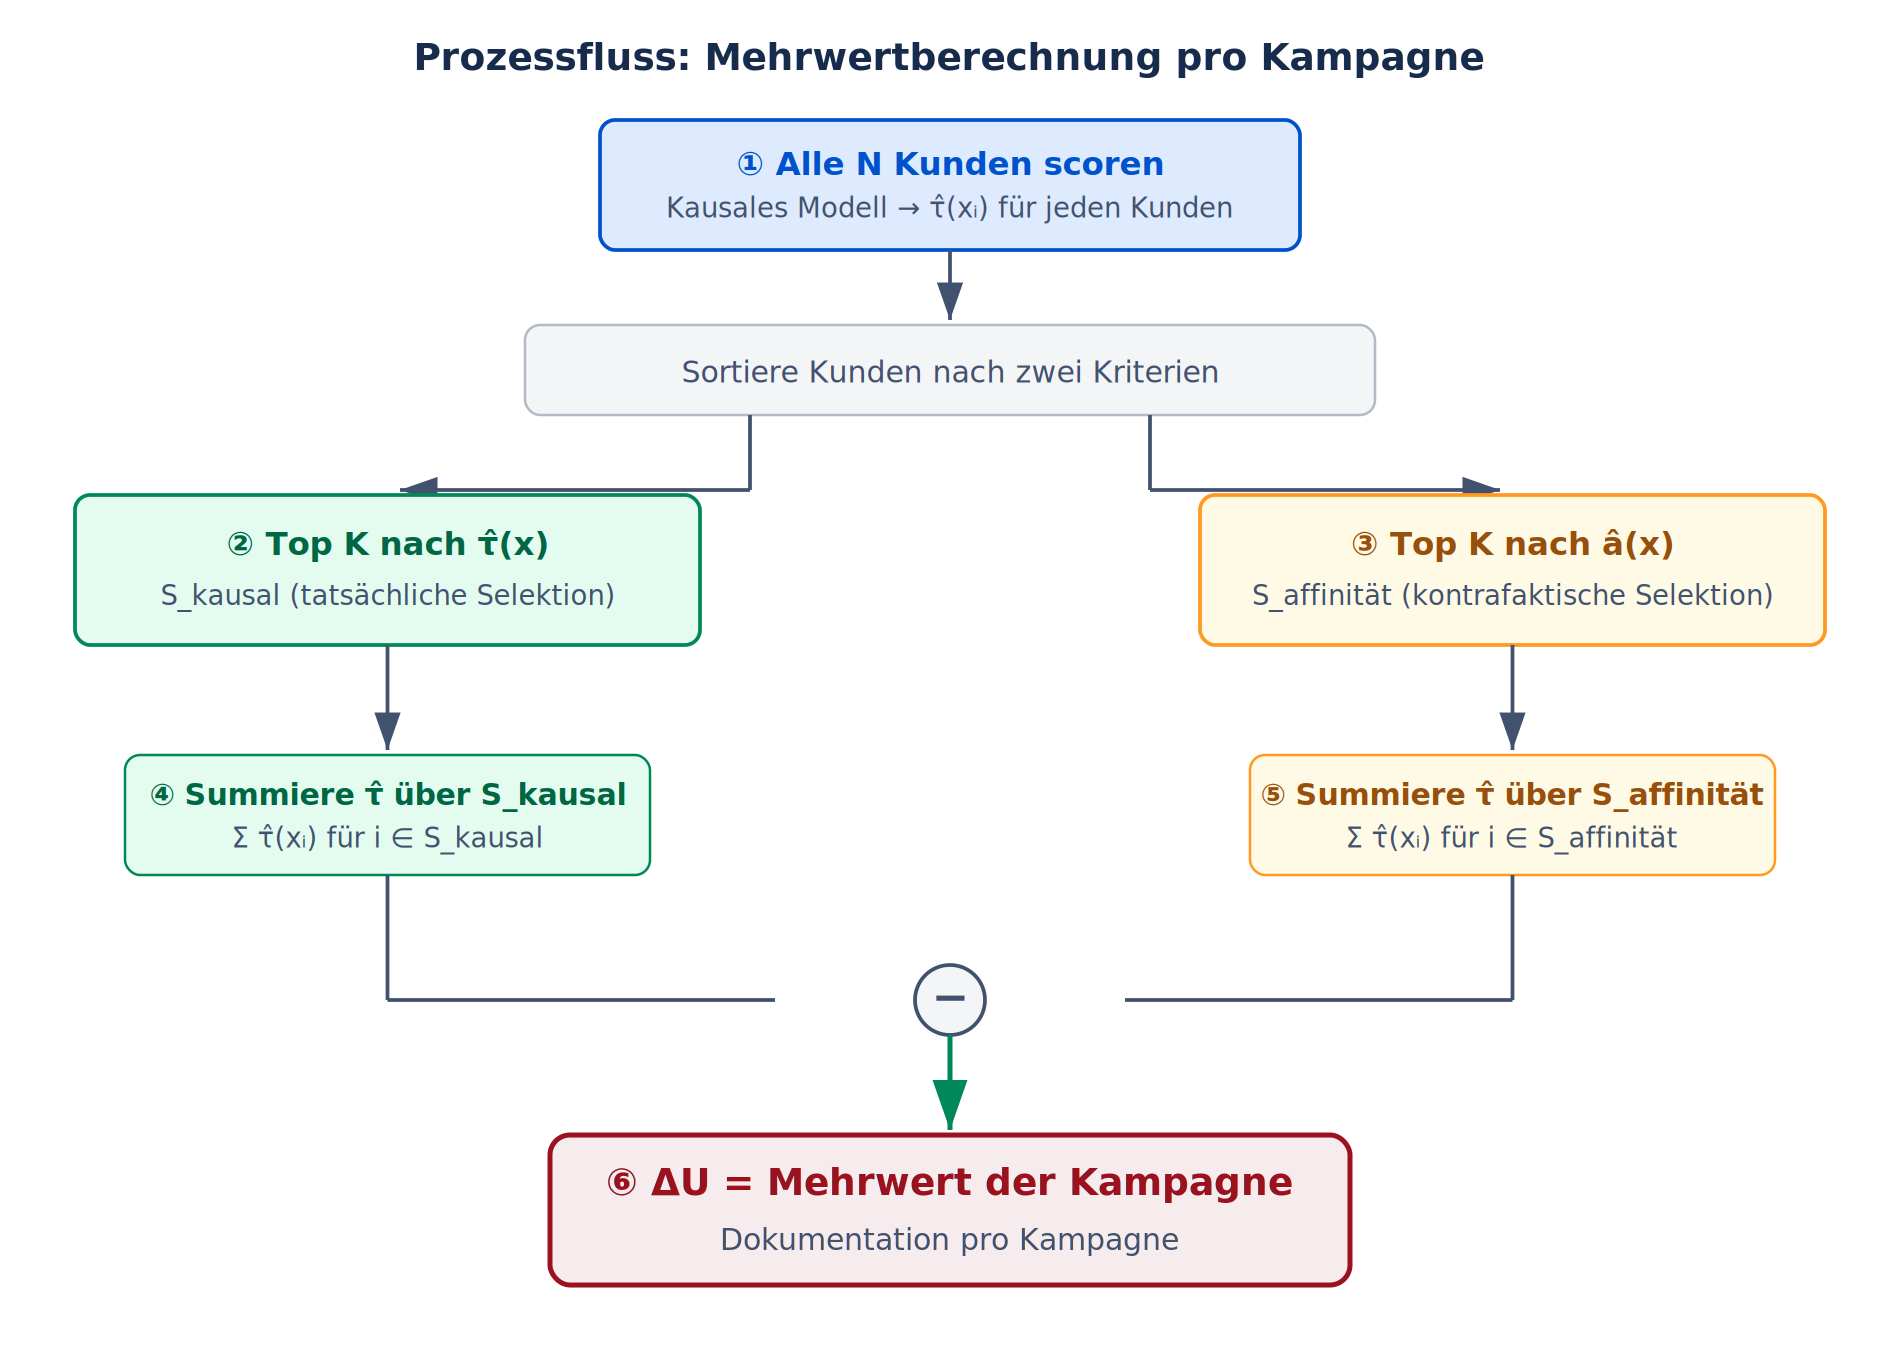 Prozessfluss: Mehrwertberechnung pro Kampagne
① Alle N Kunden scoren
Kausales Modell → τ̂(xᵢ) für jeden Kunden
Sortiere Kunden nach zwei Kriterien
② Top K nach τ̂(x)
S_kausal (tatsächliche Selektion)
③ Top K nach â(x)
S_affinität (kontrafaktische Selektion)
④ Summiere τ̂ über S_kausal
Σ τ̂(xᵢ) für i ∈ S_kausal
⑤ Summiere τ̂ über S_affinität
Σ τ̂(xᵢ) für i ∈ S_affinität
−
⑥ ΔU = Mehrwert der Kampagne
Dokumentation pro Kampagne